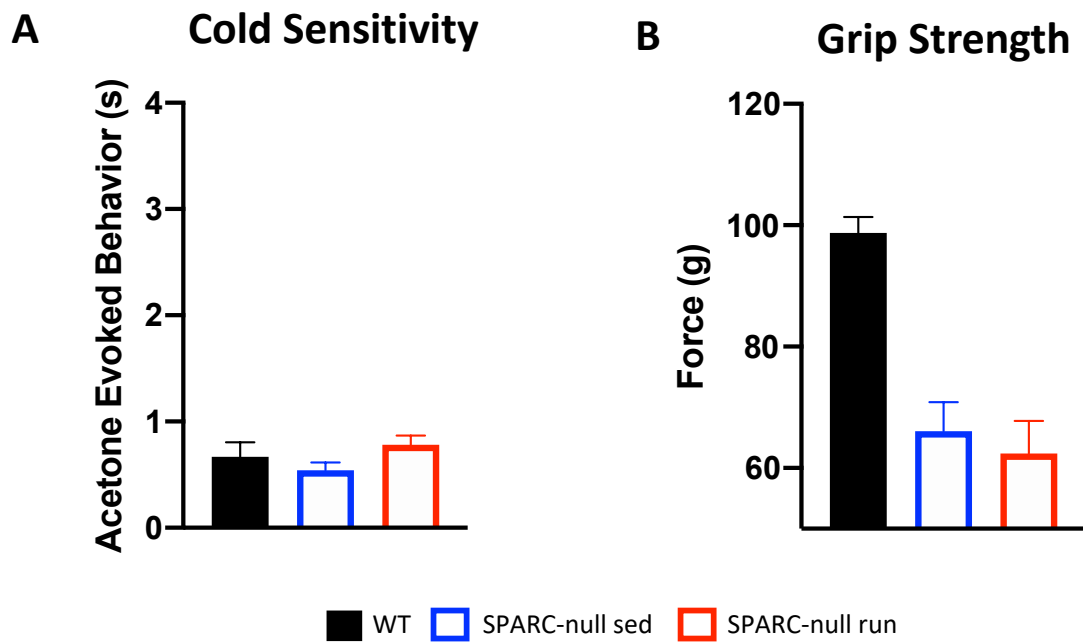 A
Cold Sensitivity
Acetone Evoked Behavior (s)
4
3
2
1
0
B
Grip Strength
Force (g)
120
100
80
60
WT
SPARC-null sed
SPARC-null run